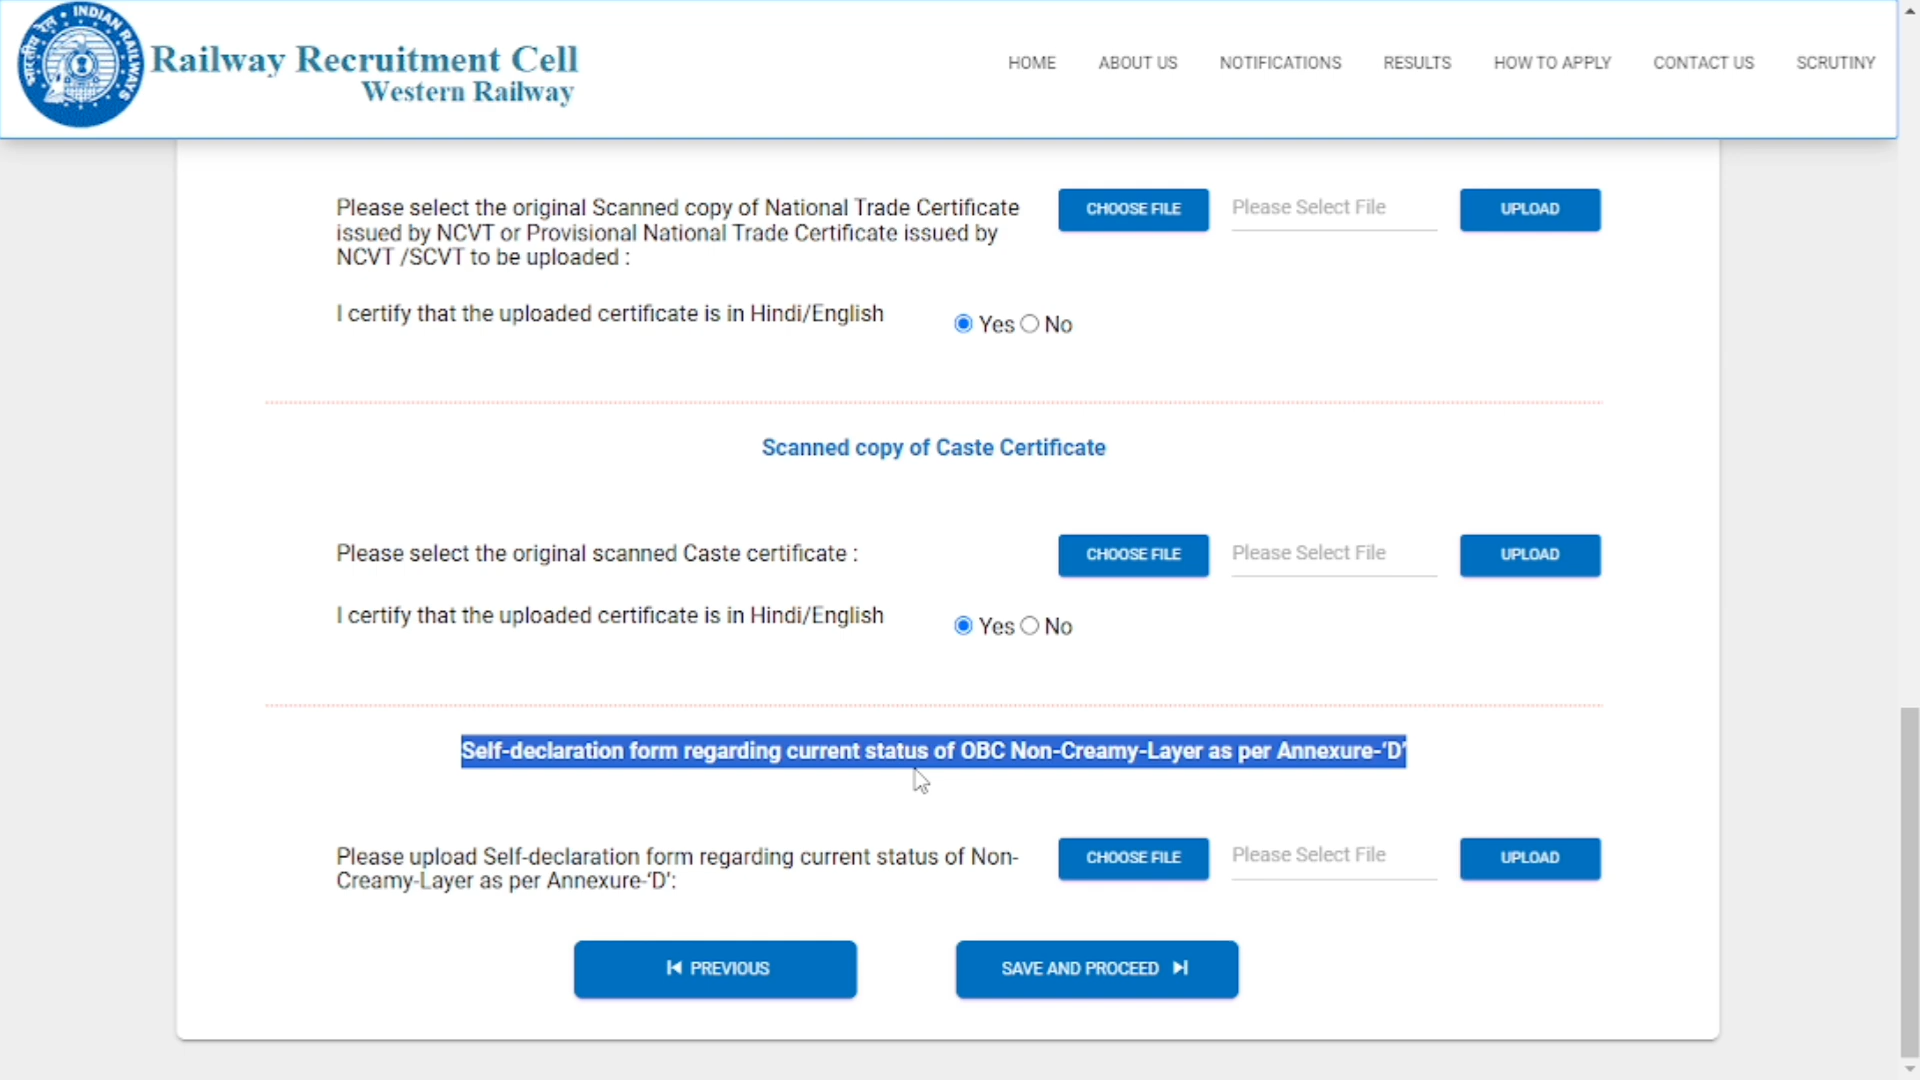 भारतीय रेल • INDIAN RAILWAYS
Railway Recruitment Cell
Western Railway
HOME ABOUT US NOTIFICATIONS RESULTS HOW TO APPLY CONTACT US SCRUTINY
Please select the original Scanned copy of National Trade Certificate
issued by NCVT or Provisional National Trade Certificate issued by
NCVT /SCVT to be uploaded :
CHOOSE FILE Please Select File UPLOAD
I certify that the uploaded certificate is in Hindi/English
Yes No
Scanned copy of Caste Certificate
Please select the original scanned Caste certificate :
CHOOSE FILE Please Select File UPLOAD
I certify that the uploaded certificate is in Hindi/English
Yes No
Self-declaration form regarding current status of OBC Non-Creamy-Layer as per Annexure-‘D’
Please upload Self-declaration form regarding current status of Non-
Creamy-Layer as per Annexure-‘D’:
CHOOSE FILE Please Select File UPLOAD
PREVIOUS
SAVE AND PROCEED